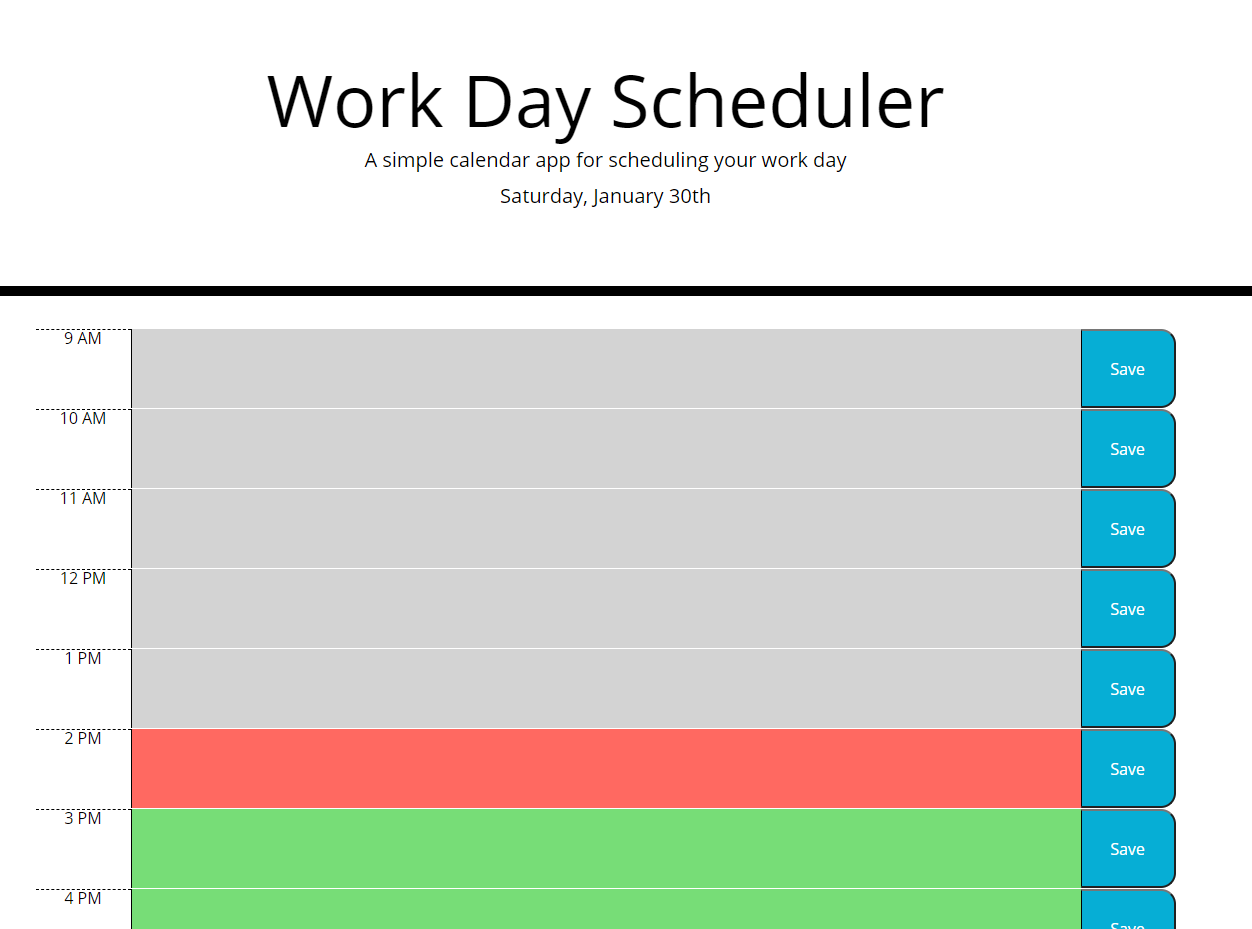 Work Day Scheduler
A simple calendar app for scheduling your work day
Saturday, January 30th
9 AM
Save
10 AM
Save
11 AM
Save
12 PM
Save
1 PM
Save
2 PM
Save
3 PM
Save
4 PM
Save